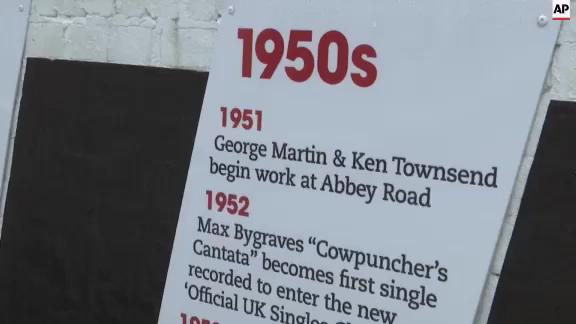 AP
1950s
1951
George Martin & Ken Townsend
begin work at Abbey Road
1952
Max Bygraves “Cowpuncher’s
Cantata” becomes first single
recorded to enter the new
‘Official UK Singles